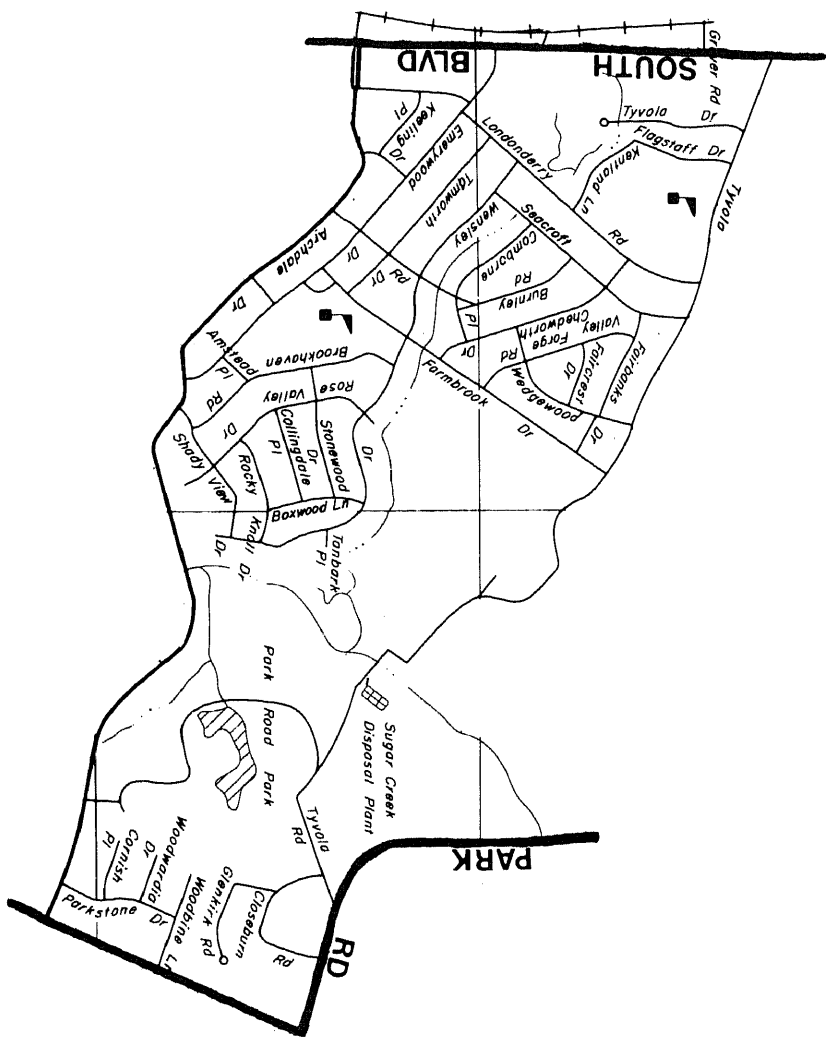 SOUTH
BLVD
Grover Rd
Tyvola Dr
Flagstaff Dr
Kentland Ln
Tyvola
Londonderry
Rd
Keeling
Pl
Dr
Emerywood
Dr
Tamworth
Dr
Wensley
Seacroft
Rd
Camborne
Rd
Burnley
Pl
Chedworth
Dr
Valley
Forge
Rd
Faircrest
Dr
Fairbanks
Wedgewood
Dr
Farmbrook
Dr
Archdale
Dr
Amstead
Pl
Brookhaven
Rd
Rose
Valley
Dr
Collingdale
Pl
Stonewood
Dr
Dr
Shady View
Dr
Rocky
Knoll
Dr
Boxwood Ln
Tanbark
Pl
Park
Road
Park
Sugar Creek
Disposal Plant
Tyvola
Rd
PARK
RD
Cornish
Pl
Woodwardia
Dr
Woodbine
Ln
Glenkirk Rd
Closeburn
Rd
Parkstone
Dr